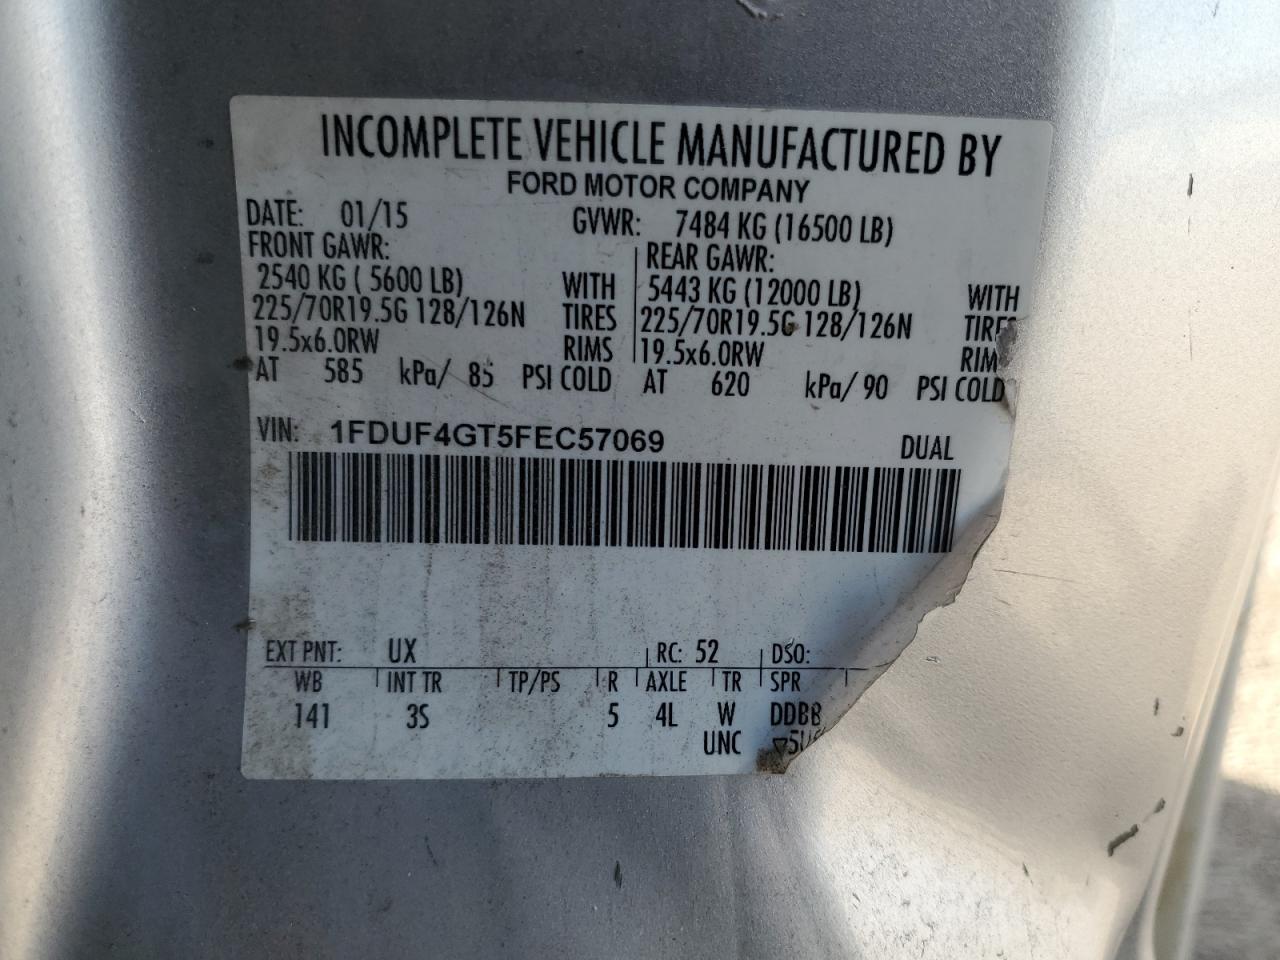 INCOMPLETE VEHICLE MANUFACTURED BY
FORD MOTOR COMPANY
DATE: 01/15 GVWR: 7484 KG (16500 LB)
FRONT GAWR: REAR GAWR:
2540 KG ( 5600 LB) WITH 5443 KG (12000 LB) WITH
225/70R19.5G 128/126N TIRES 225/70R19.5G 128/126N
19.5x6.0RW RIMS 19.5x6.0RW
AT 585 kPa/ 85 PSI COLD AT 620 kPa/ 90 PSI COLD
VIN: 1FDUF4GT5FEC57069 DUAL
EXT PNT: UX RC: 52 DSO:
WB INT TR TP/PS R AXLE TR SPR
141 3S 5 4L W
UNC